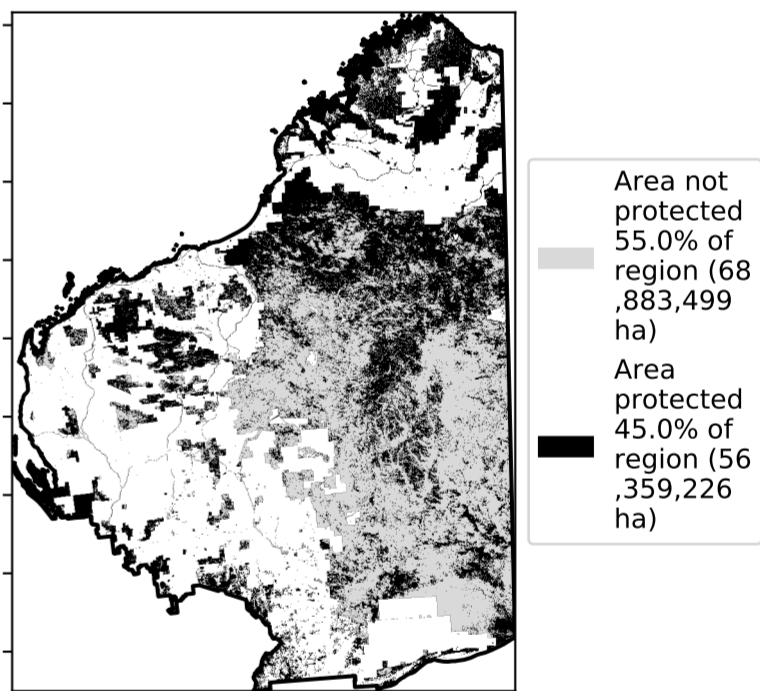 Area not
protected
55.0% of
region (68
,883,499
ha)
Area
protected
45.0% of
region (56
,359,226
ha)